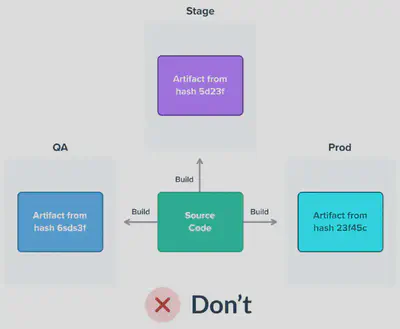 Stage
Artifact from
hash 5d23f
QA
Prod
Build
Artifact from
hash 6sds3f
Build
Source
Code
Build
Artifact from
hash 23f45c
Don't